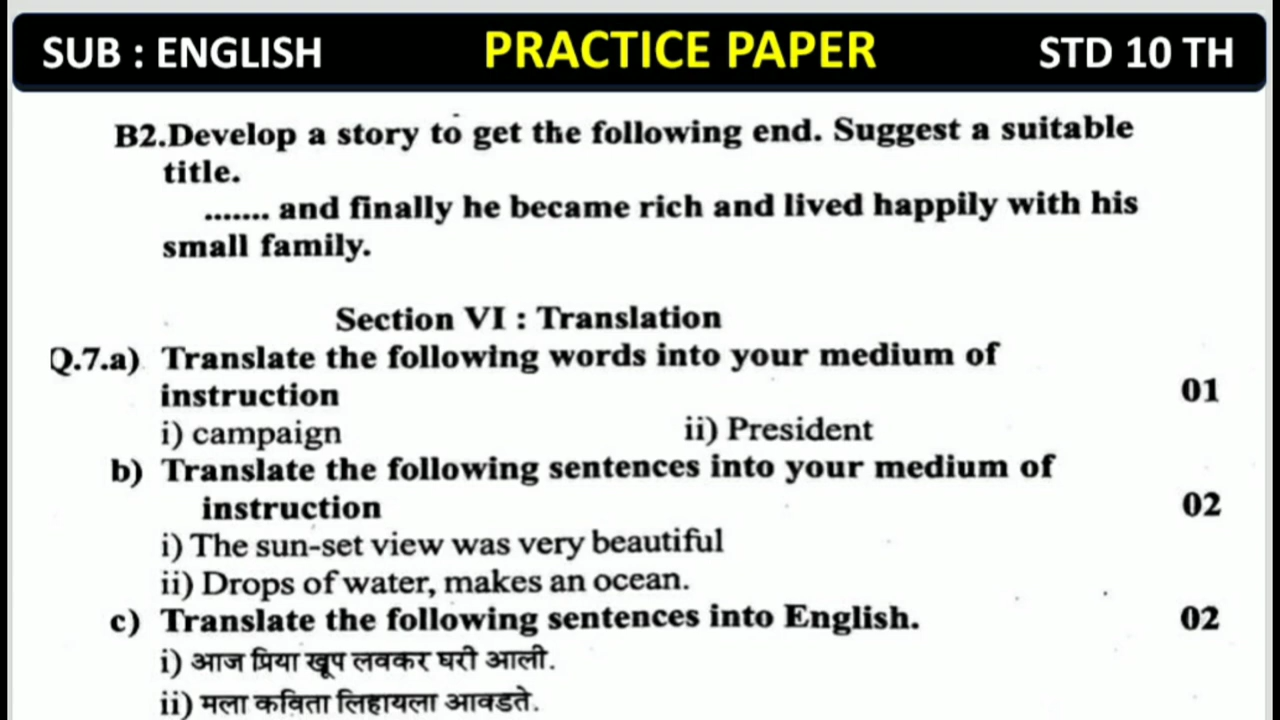 SUB : ENGLISH PRACTICE PAPER STD 10 TH
B2.Develop a story to get the following end. Suggest a suitable
title.
....... and finally he became rich and lived happily with his
small family.
Section VI : Translation
Q.7.a) Translate the following words into your medium of
instruction 01
i) campaign ii) President
b) Translate the following sentences into your medium of
instruction 02
i) The sun-set view was very beautiful
ii) Drops of water, makes an ocean.
c) Translate the following sentences into English. 02
i) आज प्रिया खूप लवकर घरी आली.
ii) मला कविता लिहायला आवडते.